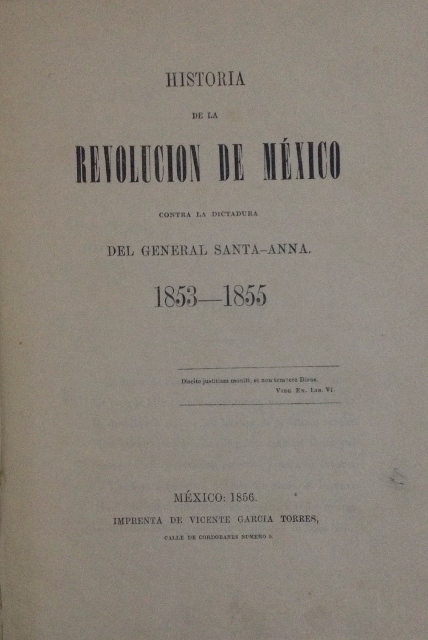 HISTORIA
DE LA
REVOLUCION DE MÉXICO
CONTRA LA DICTADURA
DEL GENERAL SANTA-ANNA.
1853—1855
Discite justitiam moniti, et non temnere Divos.
VIRG. EN. LIB. VI
MÉXICO: 1856.
IMPRENTA DE VICENTE GARCIA TORRES,
CALLE DE CORDOBANES NUMERO 5.